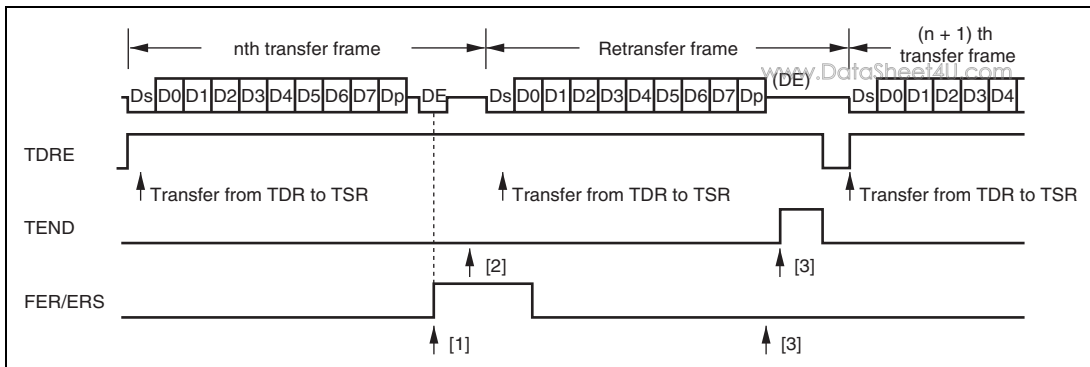 nth transfer frame Retransfer frame (n + 1) th
transfer frame
www.DataSheet4U.com
Ds D0 D1 D2 D3 D4 D5 D6 D7 Dp DE Ds D0 D1 D2 D3 D4 D5 D6 D7 Dp (DE) Ds D0 D1 D2 D3 D4
TDRE
Transfer from TDR to TSR Transfer from TDR to TSR Transfer from TDR to TSR
TEND
[2] [3]
FER/ERS
[1] [3]